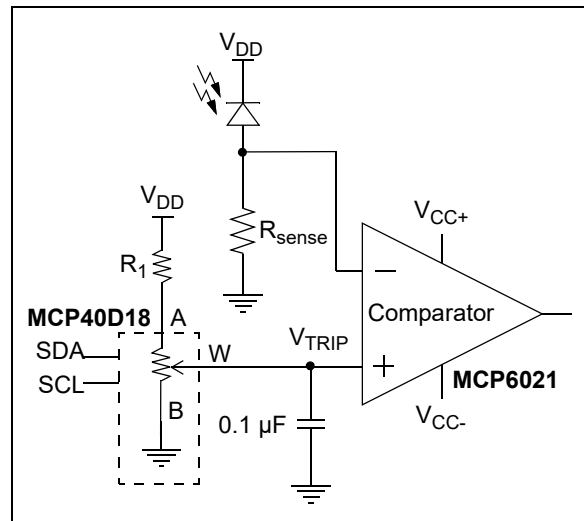 VDD
VDD
Rsense
R1
VCC+
−
Comparator
MCP40D18
A
SDA
W
VTRIP
SCL
+
MCP6021
B
0.1 µF
VCC-